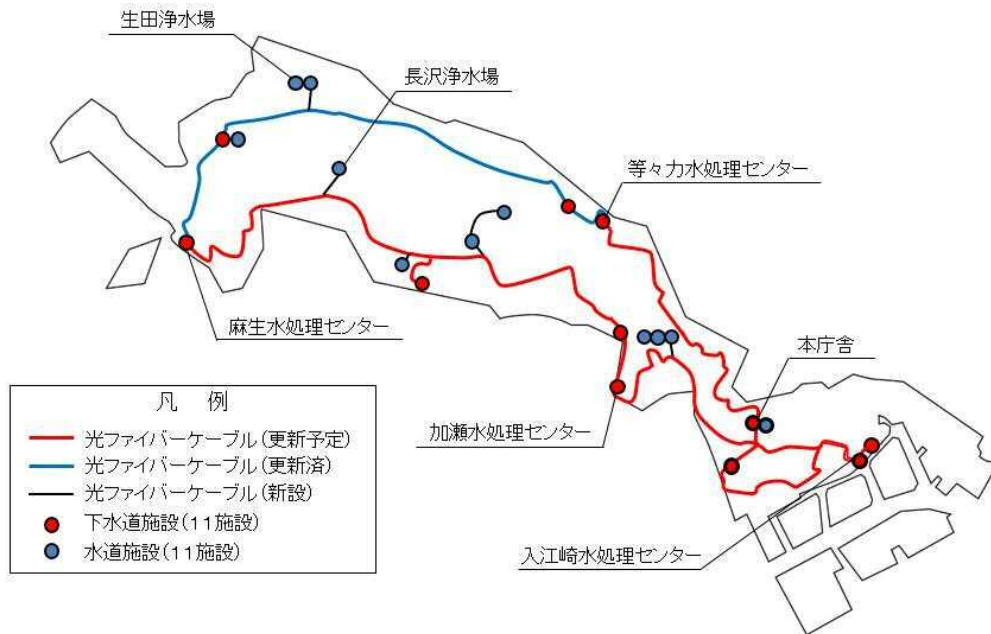 生田浄水場
長沢浄水場
等々力水処理センター
麻生水処理センター
本庁舎
加瀬水処理センター
入江崎水処理センター
凡 例
光ファイバーケーブル(更新予定)
光ファイバーケーブル(更新済)
光ファイバーケーブル(新設)
下水道施設(11施設)
水道施設(11施設)